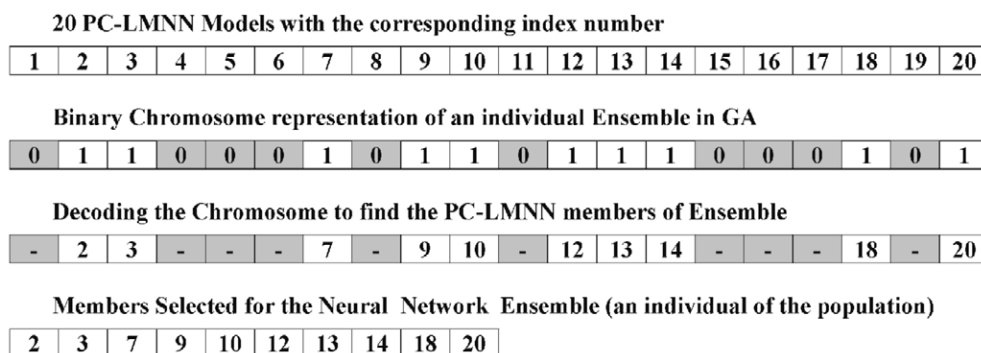 20 PC-LMNN Models with the corresponding index number
1 2 3 4 5 6 7 8 9 10 11 12 13 14 15 16 17 18 19 20
Binary Chromosome representation of an individual Ensemble in GA
0 1 1 0 0 0 1 0 1 1 0 1 1 1 0 0 0 1 0 1
Decoding the Chromosome to find the PC-LMNN members of Ensemble
- 2 3 - - - 7 - 9 10 - 12 13 14 - - - 18 - 20
Members Selected for the Neural Network Ensemble (an individual of the population)
2 3 7 9 10 12 13 14 18 20